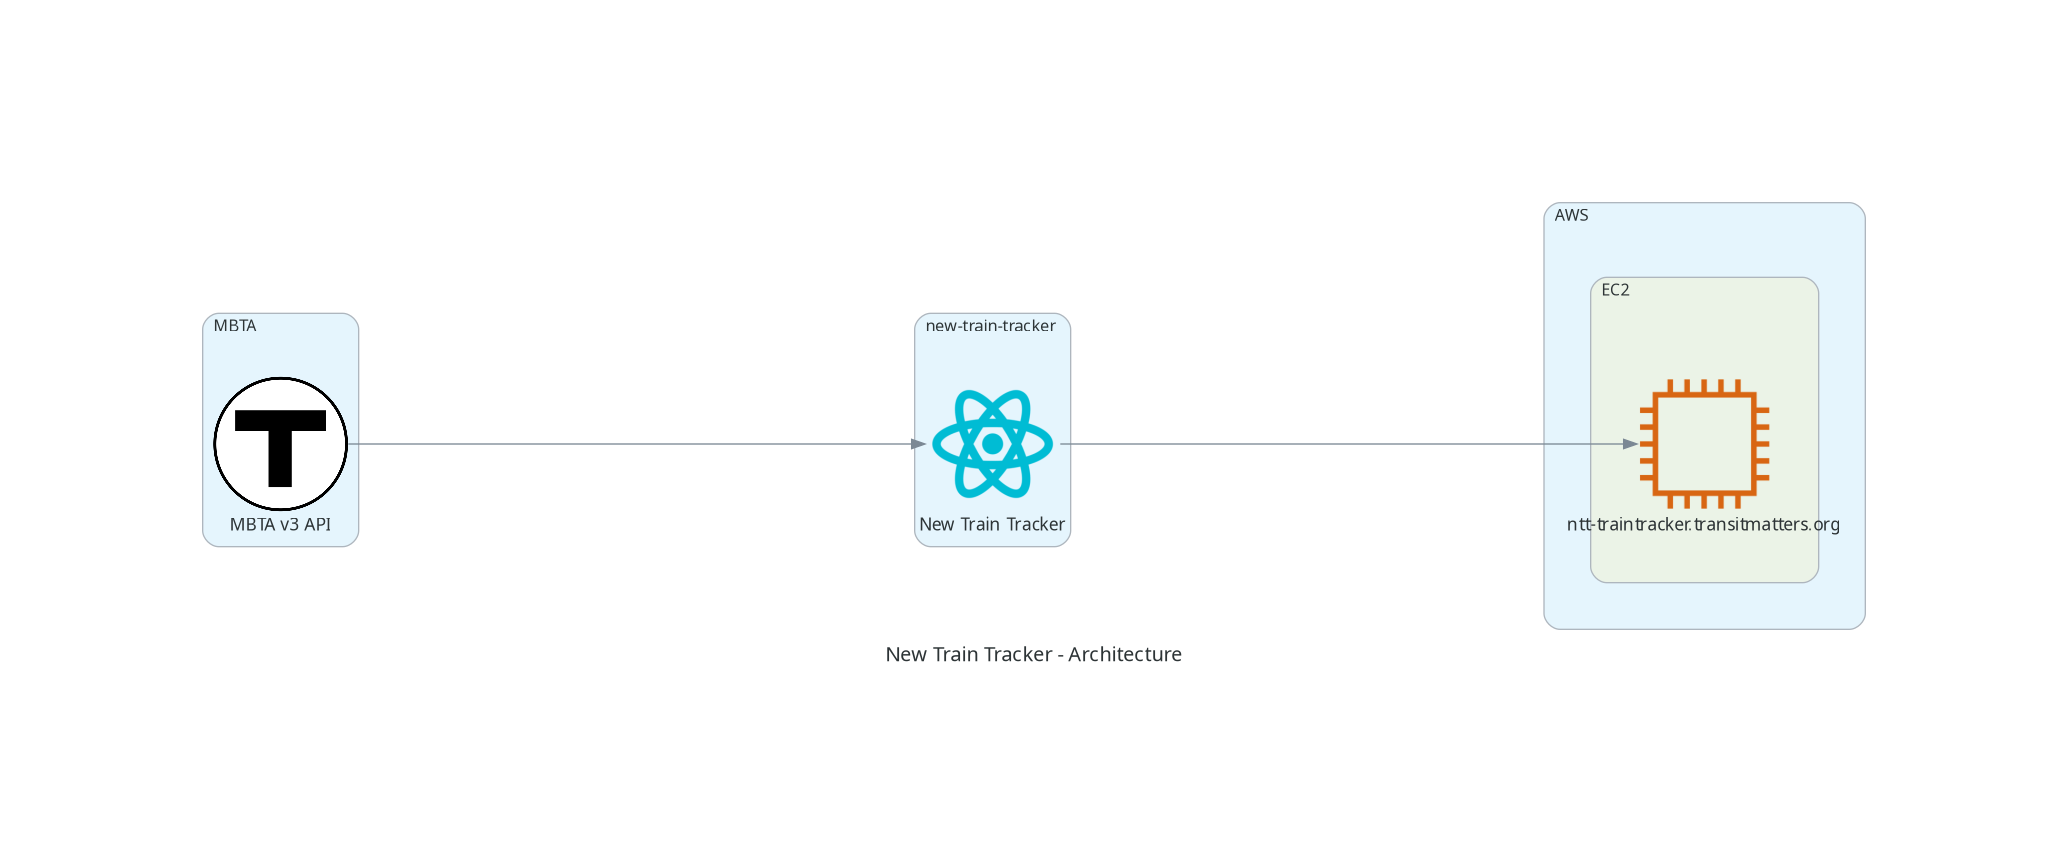 MBTA
T
MBTA v3 API
new-train-tracker
New Train Tracker
AWS
EC2
ntt-traintracker.transitmatters.org
New Train Tracker - Architecture